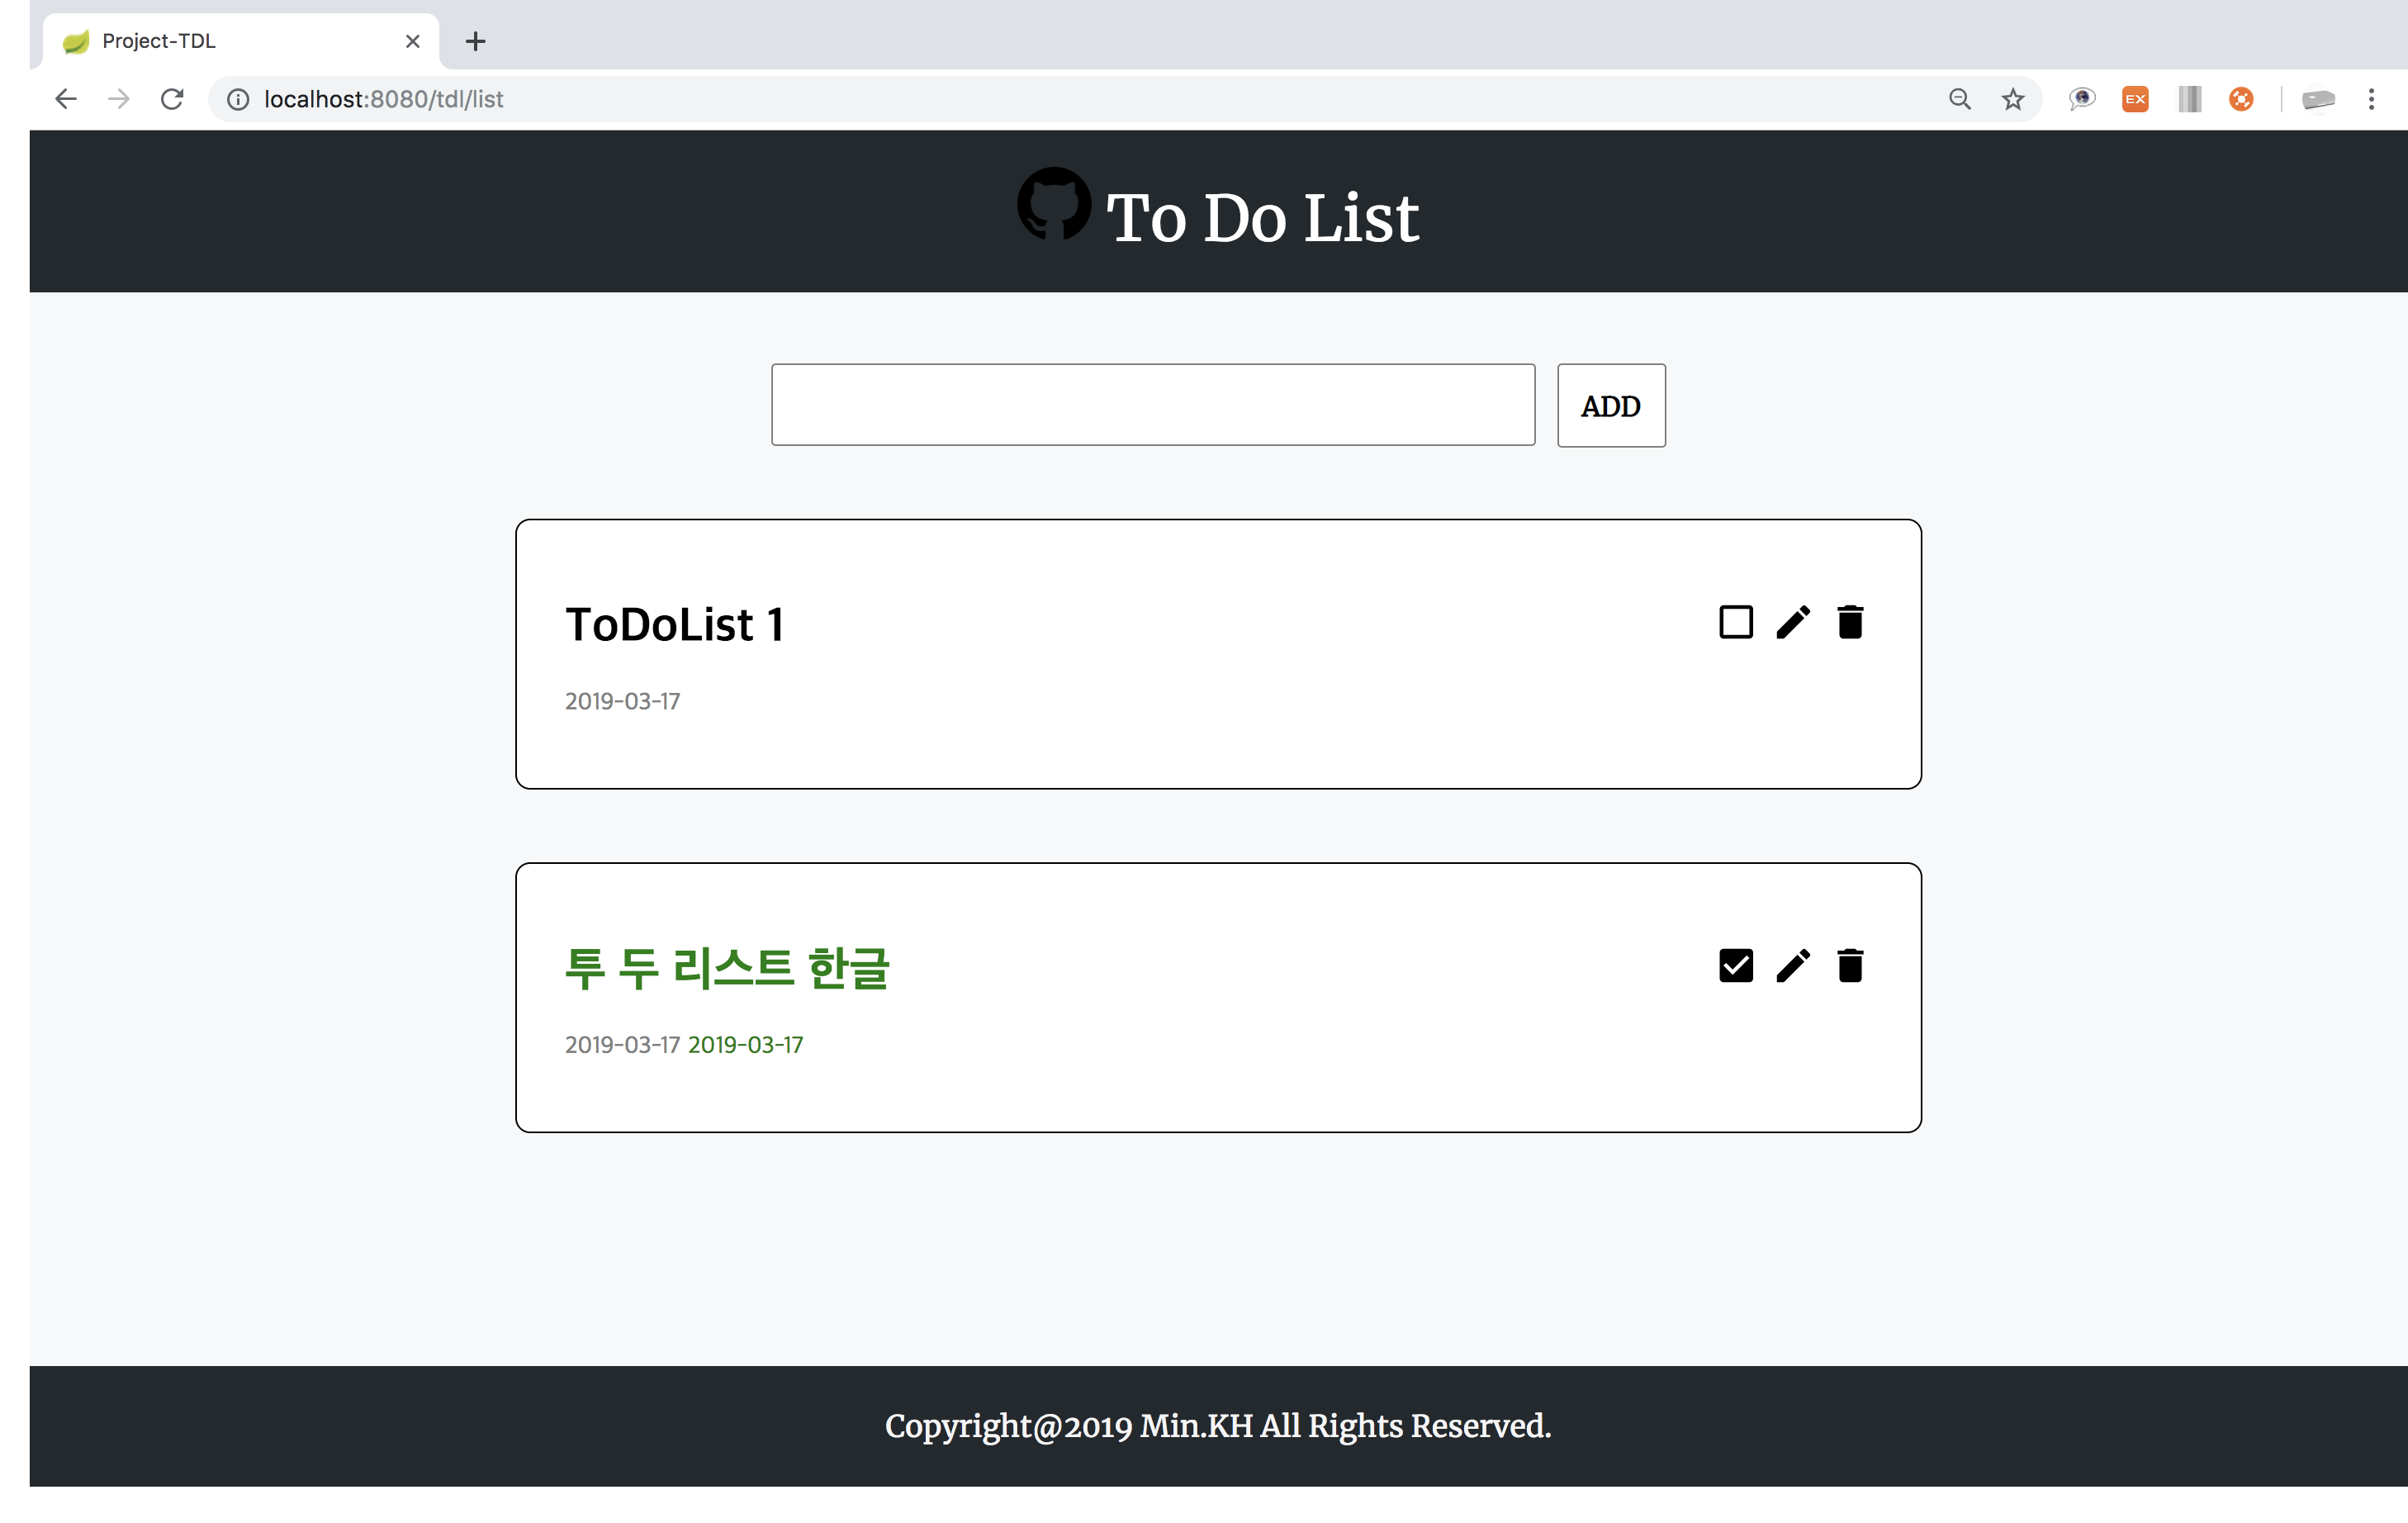 Project-TDL
localhost:8080/tdl/list
EX
To Do List
ADD
ToDoList 1
2019-03-17
투 두 리스트 한글
2019-03-17 2019-03-17
Copyright@2019 Min.KH All Rights Reserved.